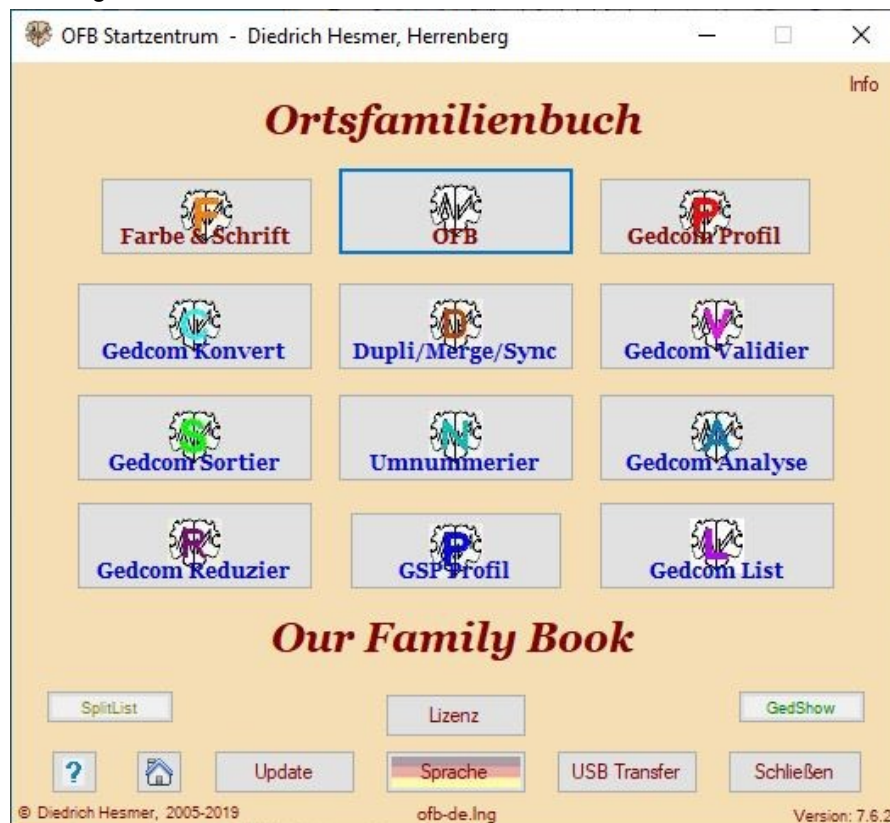 OFB Startzentrum - Diedrich Hesmer, Herrenberg
Info
Ortsfamilienbuch
F
Farbe & Schrift
OFB
P
Gedcom Profil
C
Gedcom Konvert
D
Dupli/Merge/Sync
V
Gedcom Validier
S
Gedcom Sortier
N
Umnummerier
A
Gedcom Analyse
R
Gedcom Reduzier
P
GSP Profil
L
Gedcom List
Our Family Book
SplitList
Lizenz
GedShow
?
Update
Sprache
USB Transfer
Schließen
© Diedrich Hesmer, 2005-2019
ofb-de.lng
Version: 7.6.2